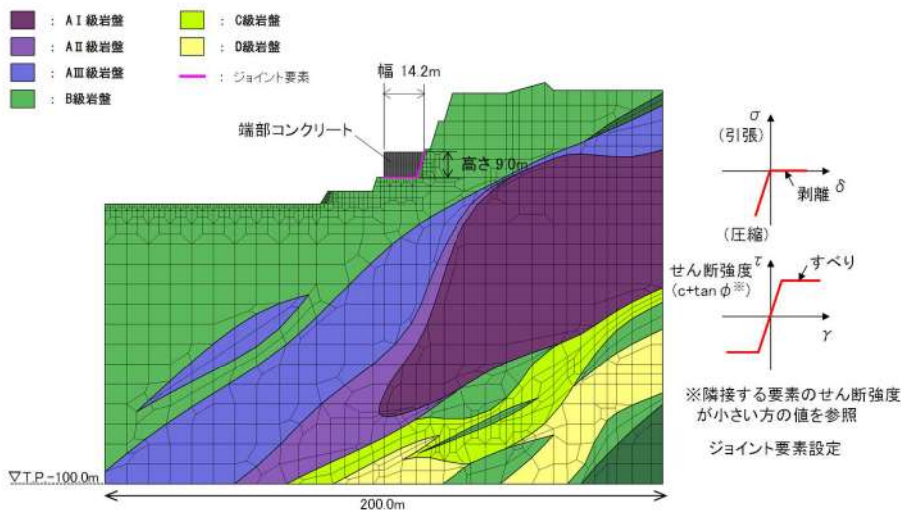 : AⅠ級岩盤
: AⅡ級岩盤
: AⅢ級岩盤
: B級岩盤
: C級岩盤
: D級岩盤
: ジョイント要素
幅 14.2m
端部コンクリート
高さ 9.0m
σ
(引張)
剥離
δ
(圧縮)
τ
せん断強度
(c+tanφ※)
すべり
γ
※隣接する要素のせん断強度
が小さい方の値を参照
ジョイント要素設定
▽T.P.-100.0m
200.0m